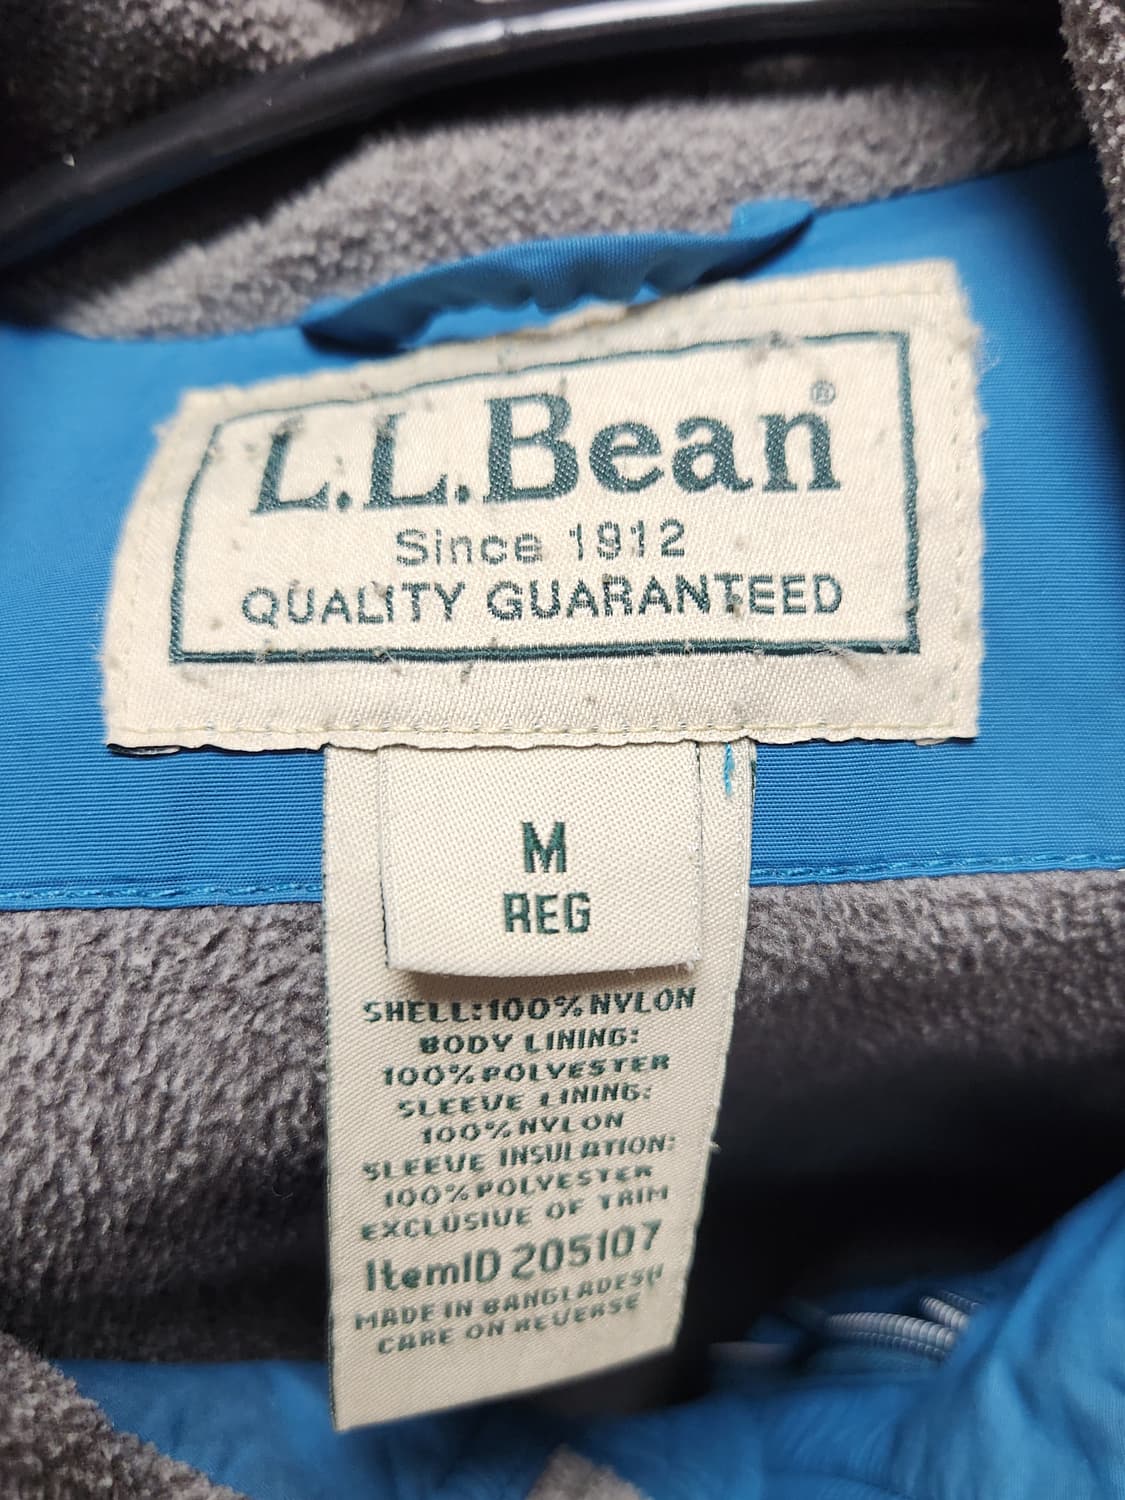 L.L.Bean®
Since 1912
QUALITY GUARANTEED
M
REG
SHELL:100%NYLON
BODY LINING:
100%POLYESTER
SLEEVE LINING:
100%NYLON
SLEEVE INSULATION:
100%POLYESTER
EXCLUSIVE OF TRIM
ItemID 205107
MADE IN BANGLADESH
CARE ON REVERSE